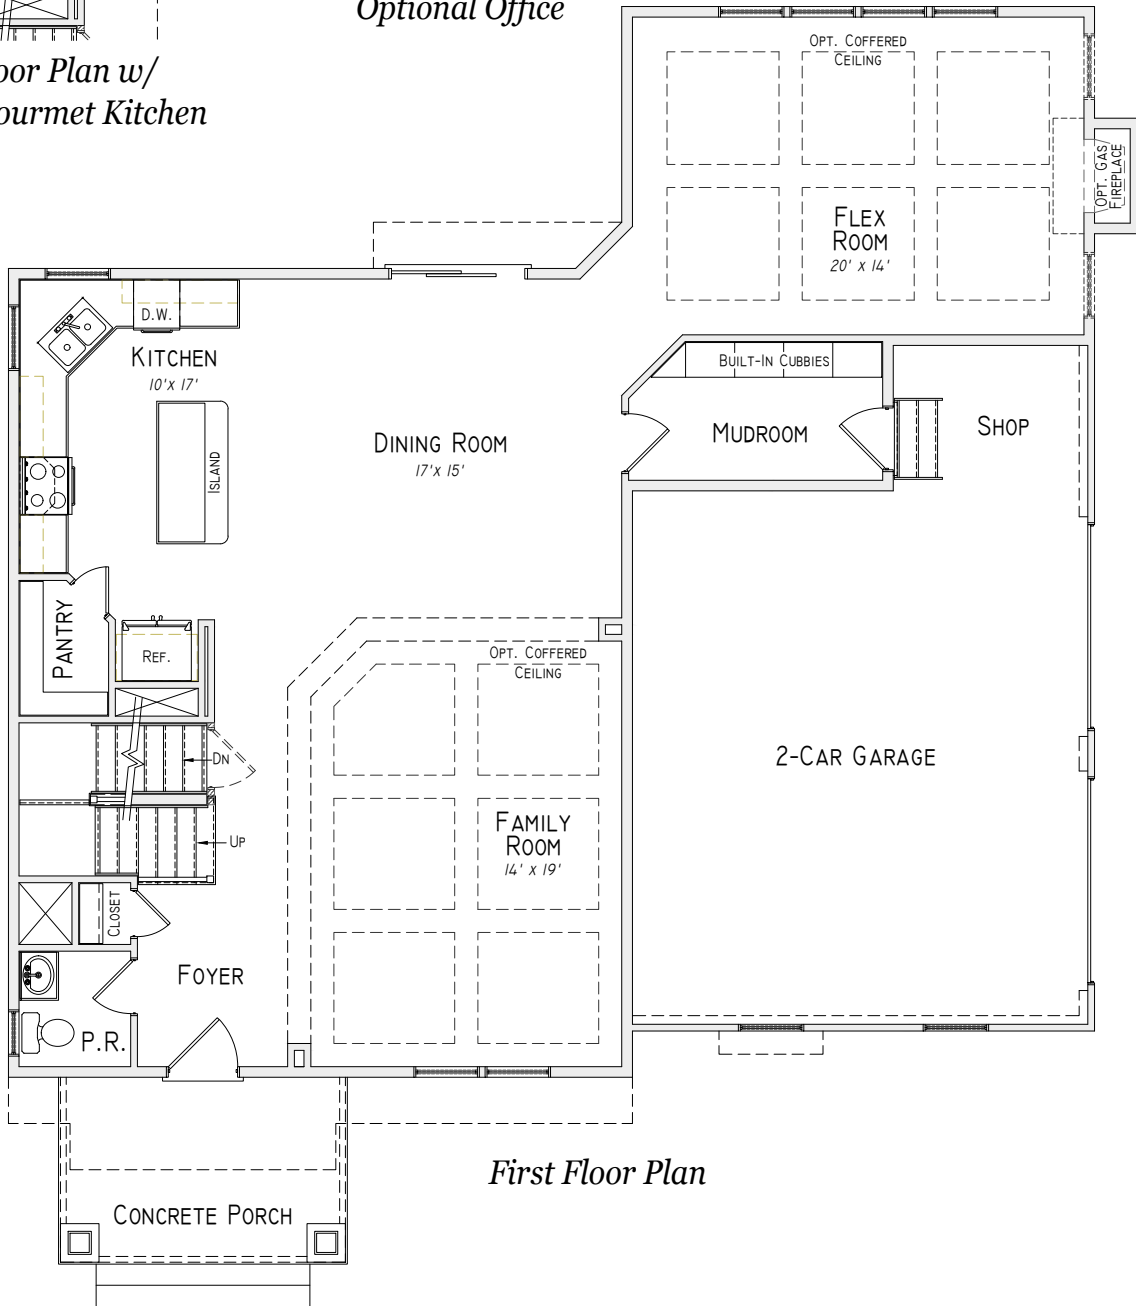 Optional Office
oor Plan w/
ourmet Kitchen
OPT. COFFERED
CEILING
OPT. GAS
FIREPLACE
FLEX
ROOM
20' X 14'
D.W.
KITCHEN
10'X 17'
ISLAND
DINING ROOM
17'X 15'
BUILT-IN CUBBIES
MUDROOM
SHOP
PANTRY
REF.
OPT. COFFERED
CEILING
DN
UP
2-CAR GARAGE
FAMILY
ROOM
14' X 19'
CLOSET
FOYER
P.R.
First Floor Plan
CONCRETE PORCH